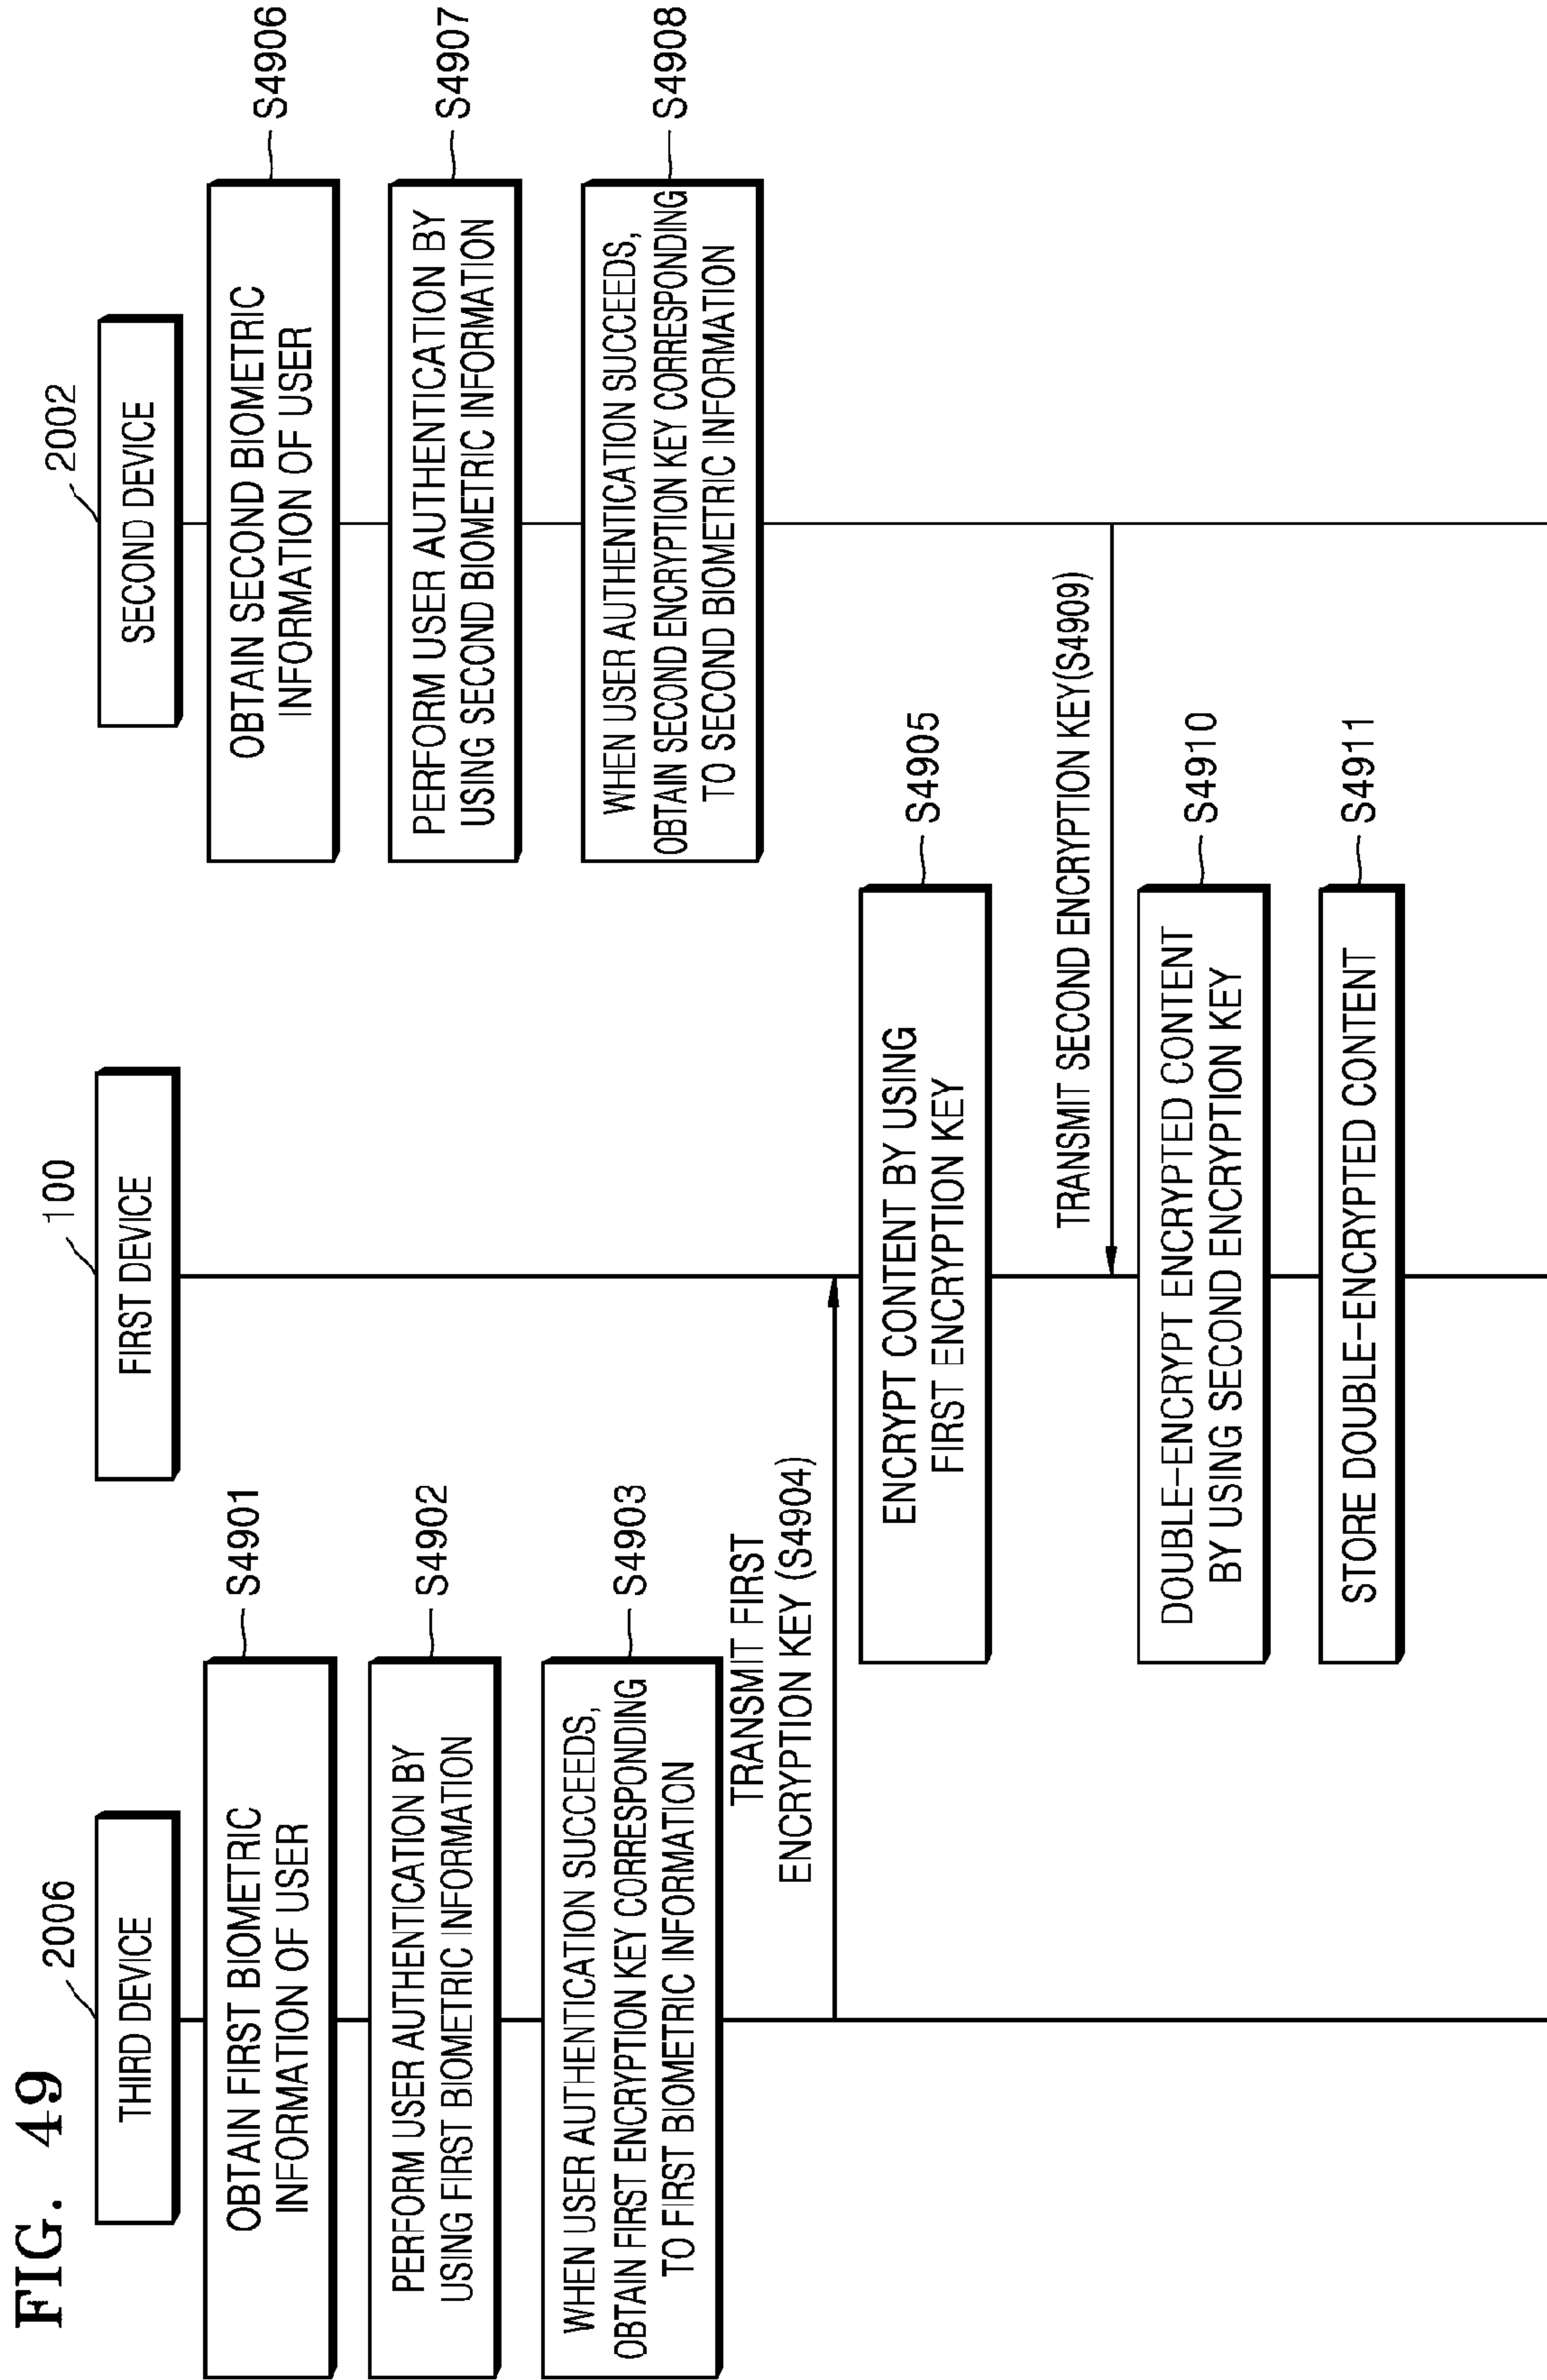 FIG. 49
2006
THIRD DEVICE
100
FIRST DEVICE
2002
SECOND DEVICE
OBTAIN FIRST BIOMETRIC
INFORMATION OF USER
S4901
PERFORM USER AUTHENTICATION BY
USING FIRST BIOMETRIC INFORMATION
S4902
WHEN USER AUTHENTICATION SUCCEEDS,
OBTAIN FIRST ENCRYPTION KEY CORRESPONDING
TO FIRST BIOMETRIC INFORMATION
S4903
TRANSMIT FIRST
ENCRYPTION KEY (S4904)
ENCRYPT CONTENT BY USING
FIRST ENCRYPTION KEY
S4905
OBTAIN SECOND BIOMETRIC
INFORMATION OF USER
S4906
PERFORM USER AUTHENTICATION BY
USING SECOND BIOMETRIC INFORMATION
S4907
WHEN USER AUTHENTICATION SUCCEEDS,
OBTAIN SECOND ENCRYPTION KEY CORRESPONDING
TO SECOND BIOMETRIC INFORMATION
S4908
TRANSMIT SECOND ENCRYPTION KEY(S4909)
DOUBLE-ENCRYPT ENCRYPTED CONTENT
BY USING SECOND ENCRYPTION KEY
S4910
STORE DOUBLE-ENCRYPTED CONTENT
S4911